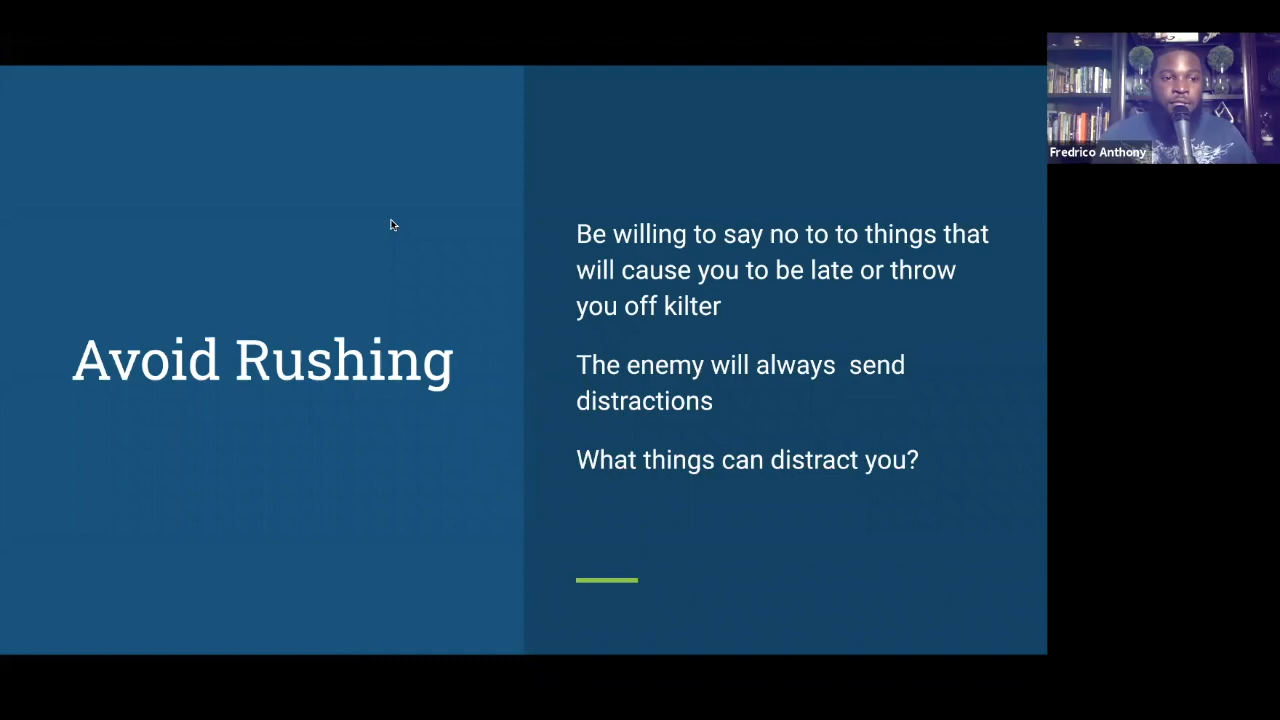 Avoid Rushing
Be willing to say no to to things that
will cause you to be late or throw
you off kilter
The enemy will always  send
distractions
What things can distract you?
Fredrico Anthony